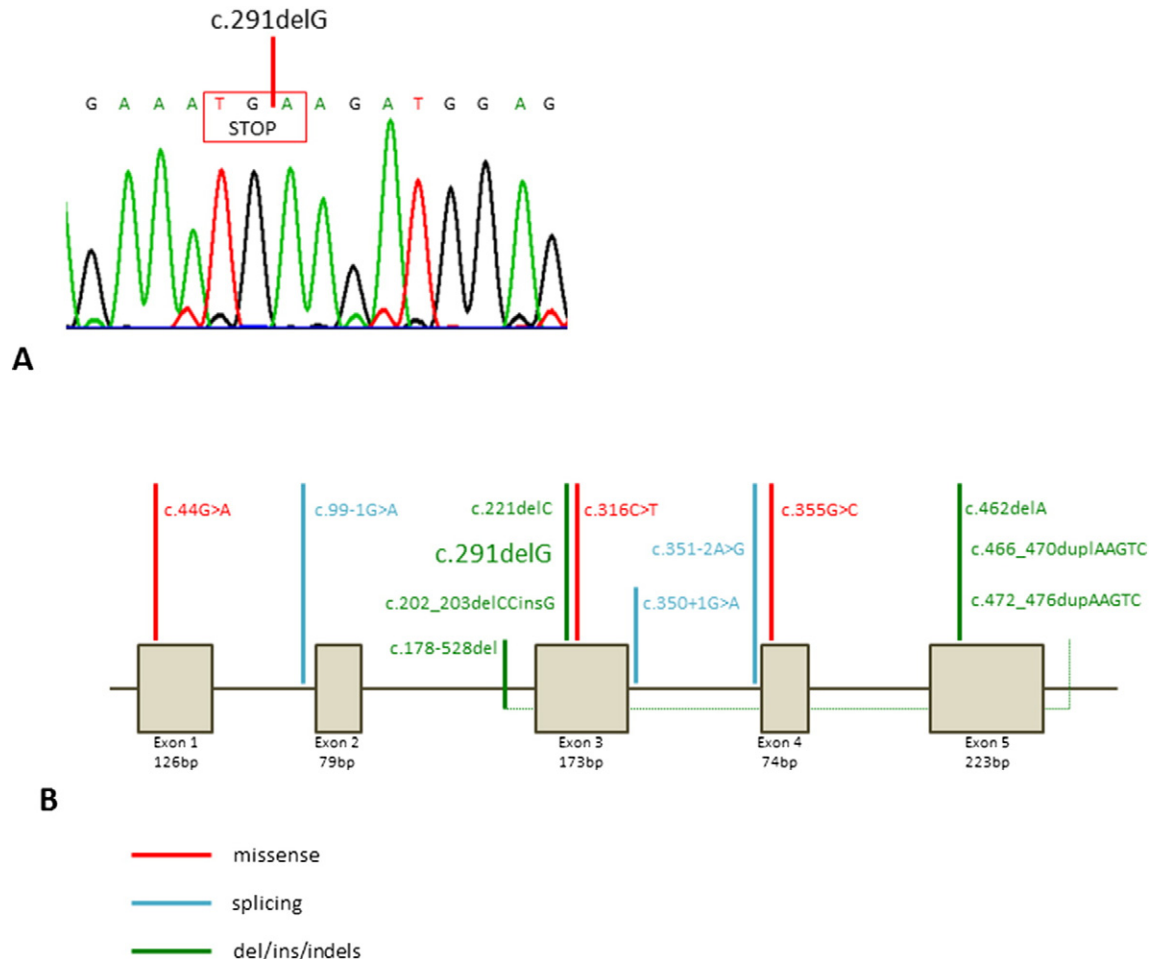 c.291delG
G A A A T G A A G A T G G A G
STOP
A
c.44G>A
c.99-1G>A
c.221delC
c.316C>T
c.355G>C
c.462delA
c.291delG
c.351-2A>G
c.466_470duplAAGTC
c.202_203delCCinsG
c.350+1G>A
c.472_476dupAAGTC
c.178-528del
Exon 1
126bp
Exon 2
79bp
Exon 3
173bp
Exon 4
74bp
Exon 5
223bp
B
missense
splicing
del/ins/indels